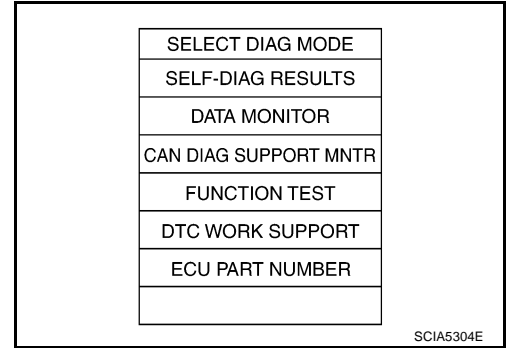 SELECT DIAG MODE
SELF-DIAG RESULTS
DATA MONITOR
CAN DIAG SUPPORT MNTR
FUNCTION TEST
DTC WORK SUPPORT
ECU PART NUMBER
SCIA5304E